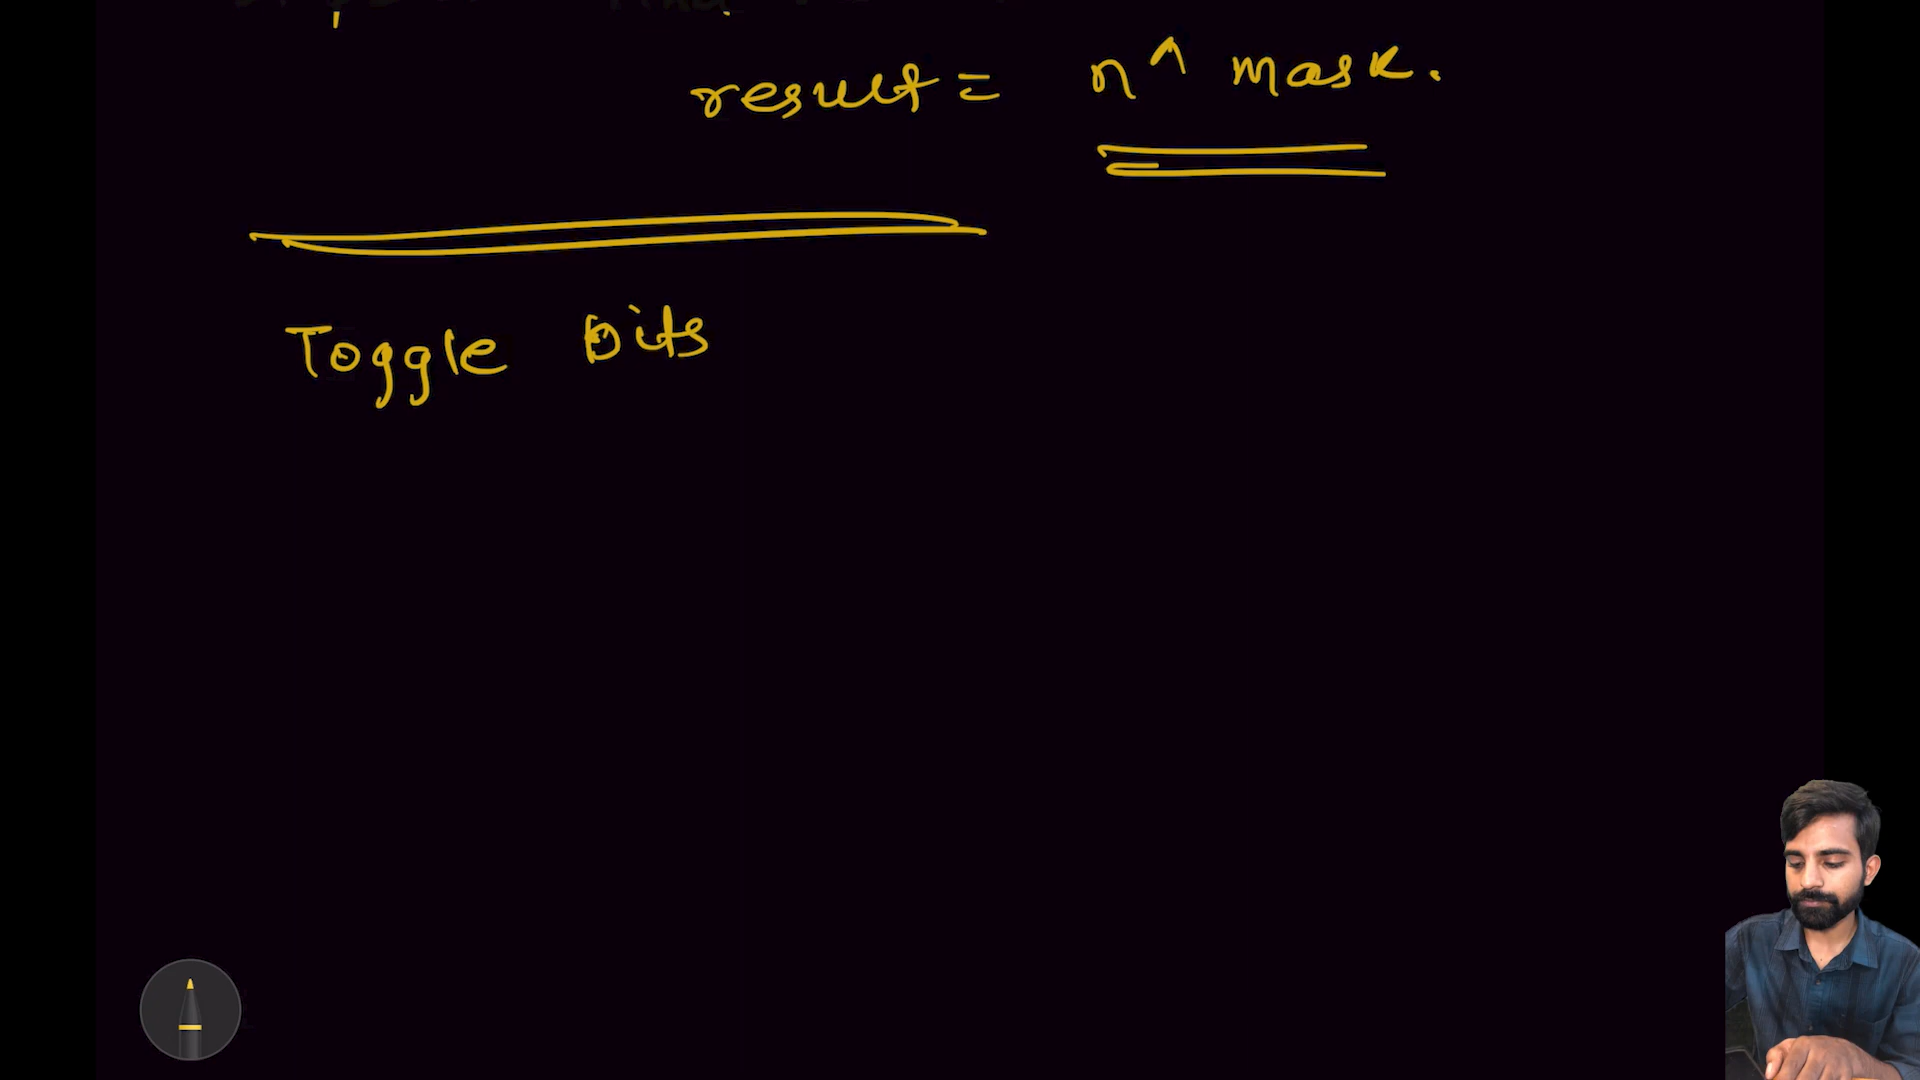 result = n ^ mask.
Toggle bits